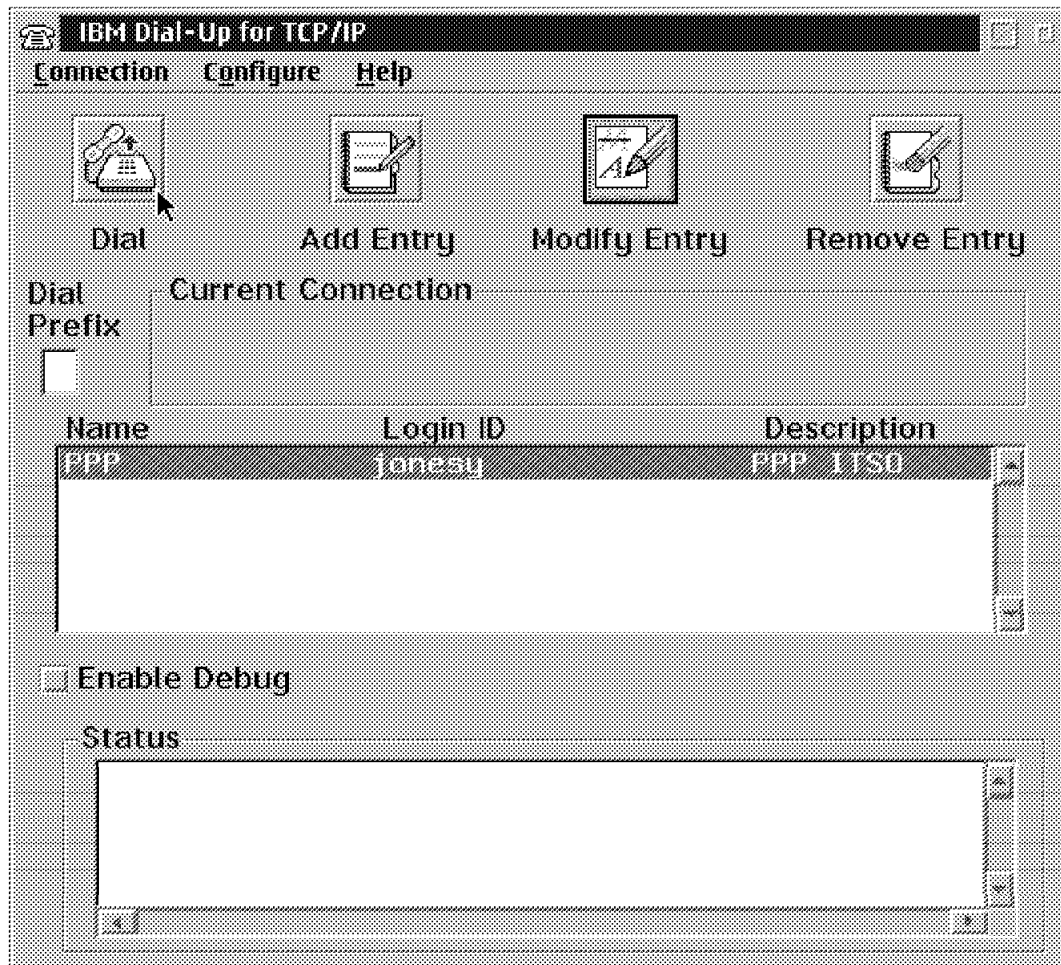 IBM Dial-Up for TCP/IP
Connection Configure Help
Dial Add Entry Modify Entry Remove Entry
Dial Prefix
Current Connection
Name Login ID Description
PPP jonesy PPP ITSO
Enable Debug
Status